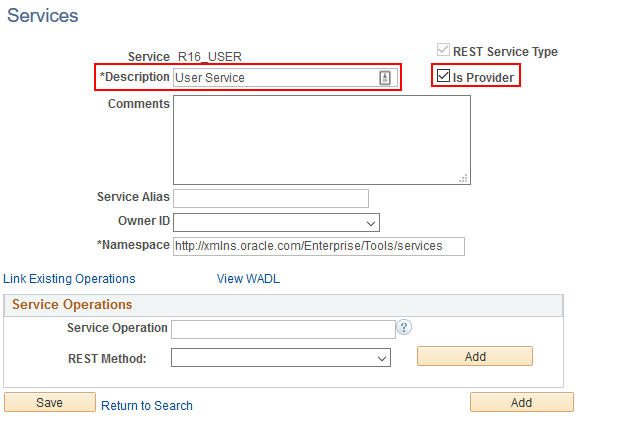 Services
Service R16_USER
REST Service Type
*Description User Service
Is Provider
Comments
Service Alias
Owner ID
*Namespace http://xmlns.oracle.com/Enterprise/Tools/services
Link Existing Operations View WADL
Service Operations
Service Operation ?
REST Method: Add
Save Return to Search Add